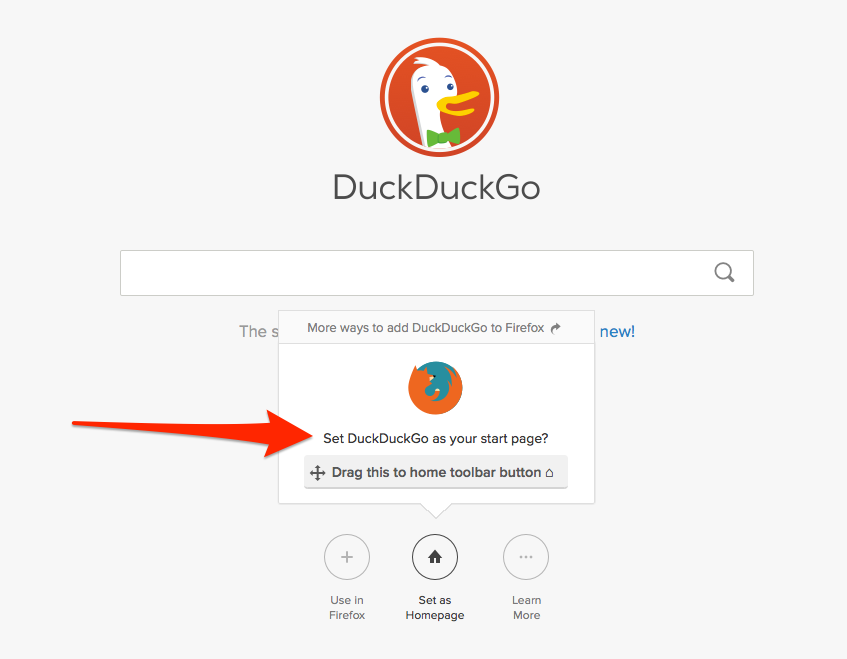 DuckDuckGo
The s
new!
More ways to add DuckDuckGo to Firefox
Set DuckDuckGo as your start page?
Drag this to home toolbar button
Use in
Firefox
Set as
Homepage
Learn
More